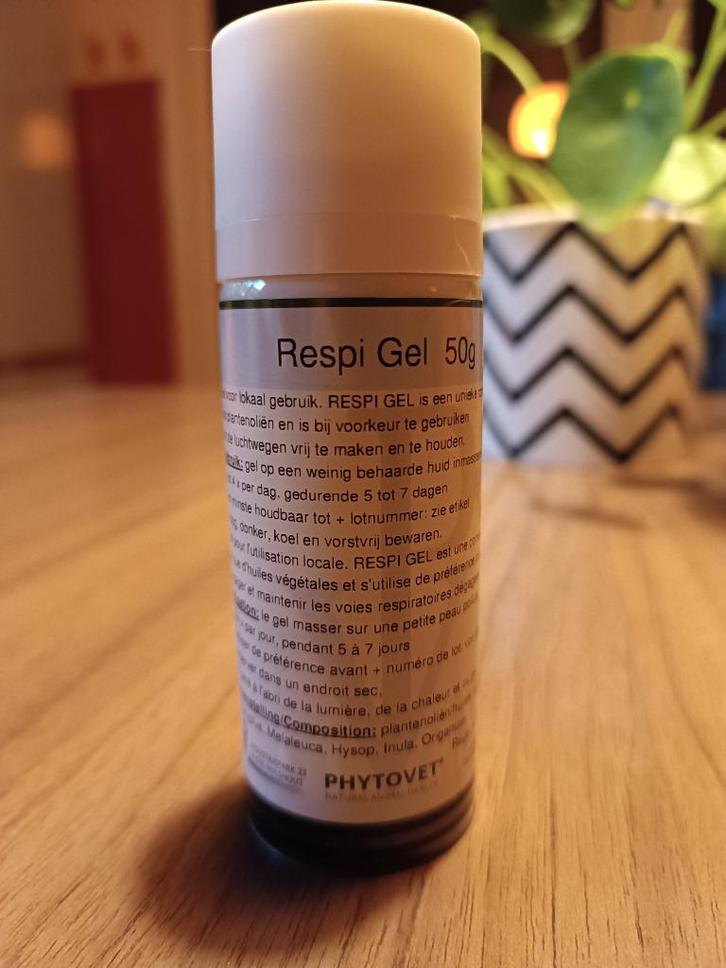 Respi Gel 50g
voor lokaal gebruik. RESPI GEL is een unieke
plantenoliën en is bij voorkeur te gebruiken
de luchtwegen vrij te maken en te houden.
gel op een weinig behaarde huid inmasseren
4 x per dag, gedurende 5 tot 7 dagen
minste houdbaar tot + lotnummer: zie etiket
donker, koel en vorstvrij bewaren.
pour l'utilisation locale. RESPI GEL est une
d'huiles végétales et s'utilise de préférence
et maintenir les voies respiratoires
le gel masser sur une petite peau
par jour, pendant 5 à 7 jours
de préférence avant + numéro de lot:
dans un endroit sec,
à l'abri de la lumière, de la chaleur et
/Composition: plantenoliën/
Melaleuca, Hysop, Inula,
PHYTOVET
NATURAL ANIMAL HEALTH